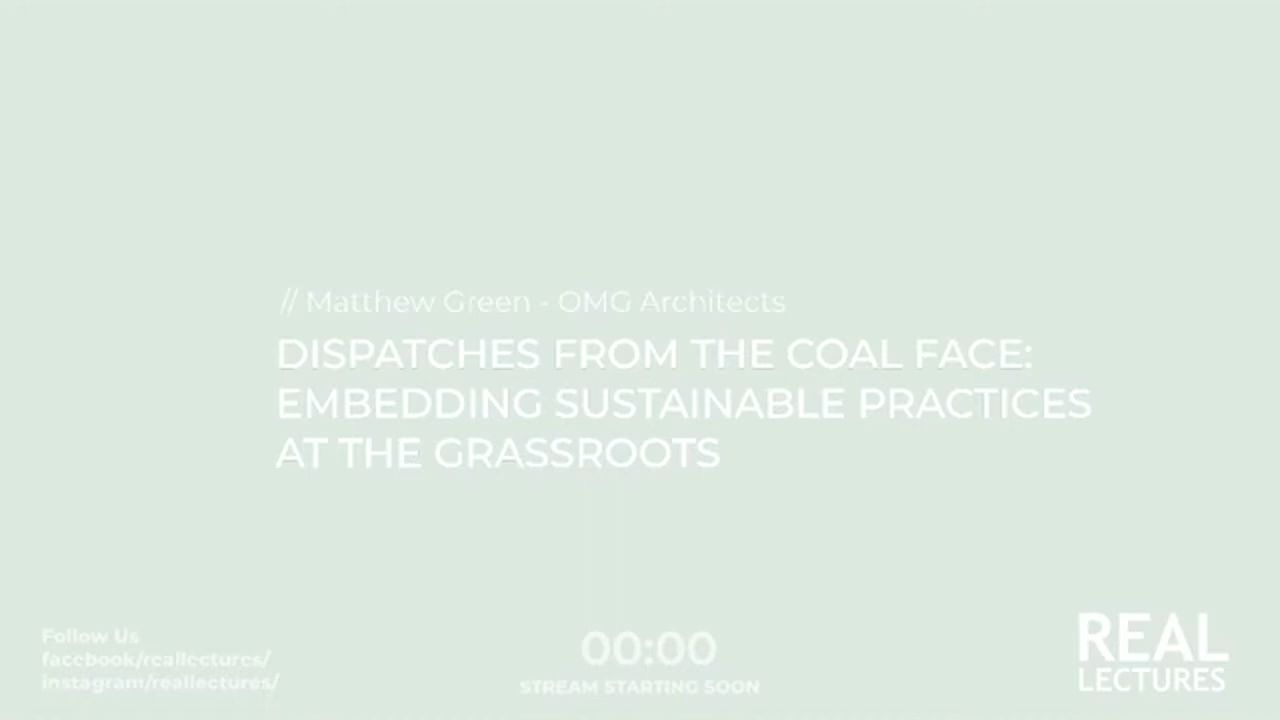 // Matthew Green - OMG Architects
DISPATCHES FROM THE COAL FACE:
EMBEDDING SUSTAINABLE PRACTICES
AT THE GRASSROOTS
Follow Us
facebook/reallectures/
instagram/reallectures/
00:00
STREAM STARTING SOON
REAL
LECTURES